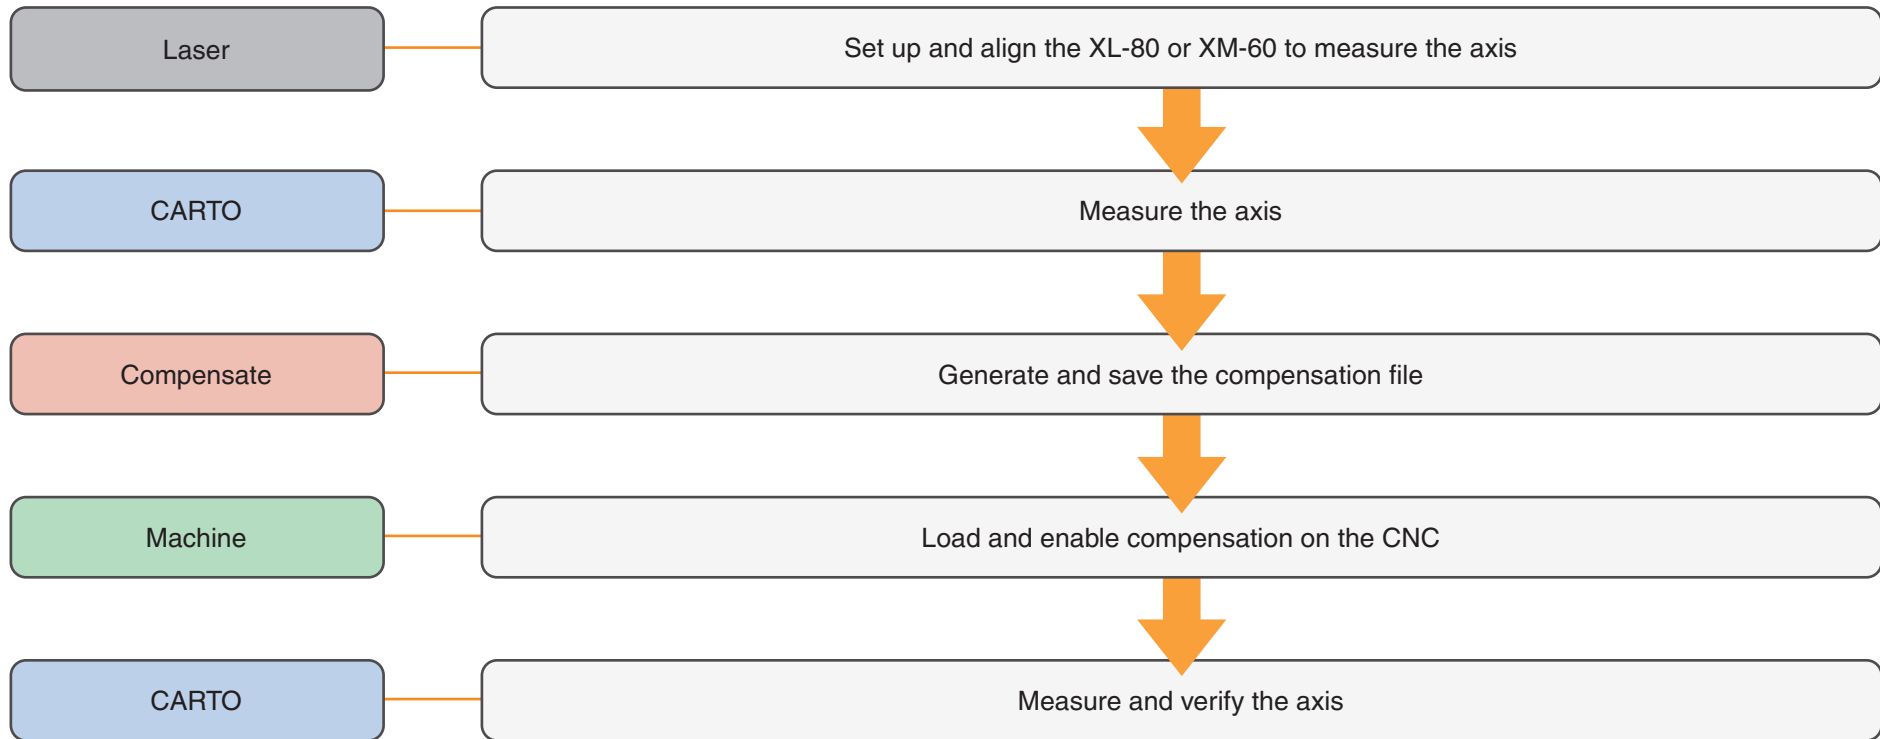 Laser
Set up and align the XL-80 or XM-60 to measure the axis
CARTO
Measure the axis
Compensate
Generate and save the compensation file
Machine
Load and enable compensation on the CNC
CARTO
Measure and verify the axis